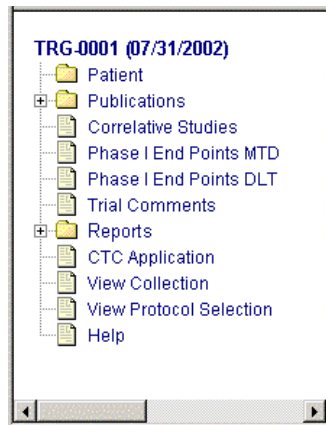 TRG-0001 (07/31/2002)
Patient
Publications
Correlative Studies
Phase I End Points MTD
Phase I End Points DLT
Trial Comments
Reports
CTC Application
View Collection
View Protocol Selection
Help